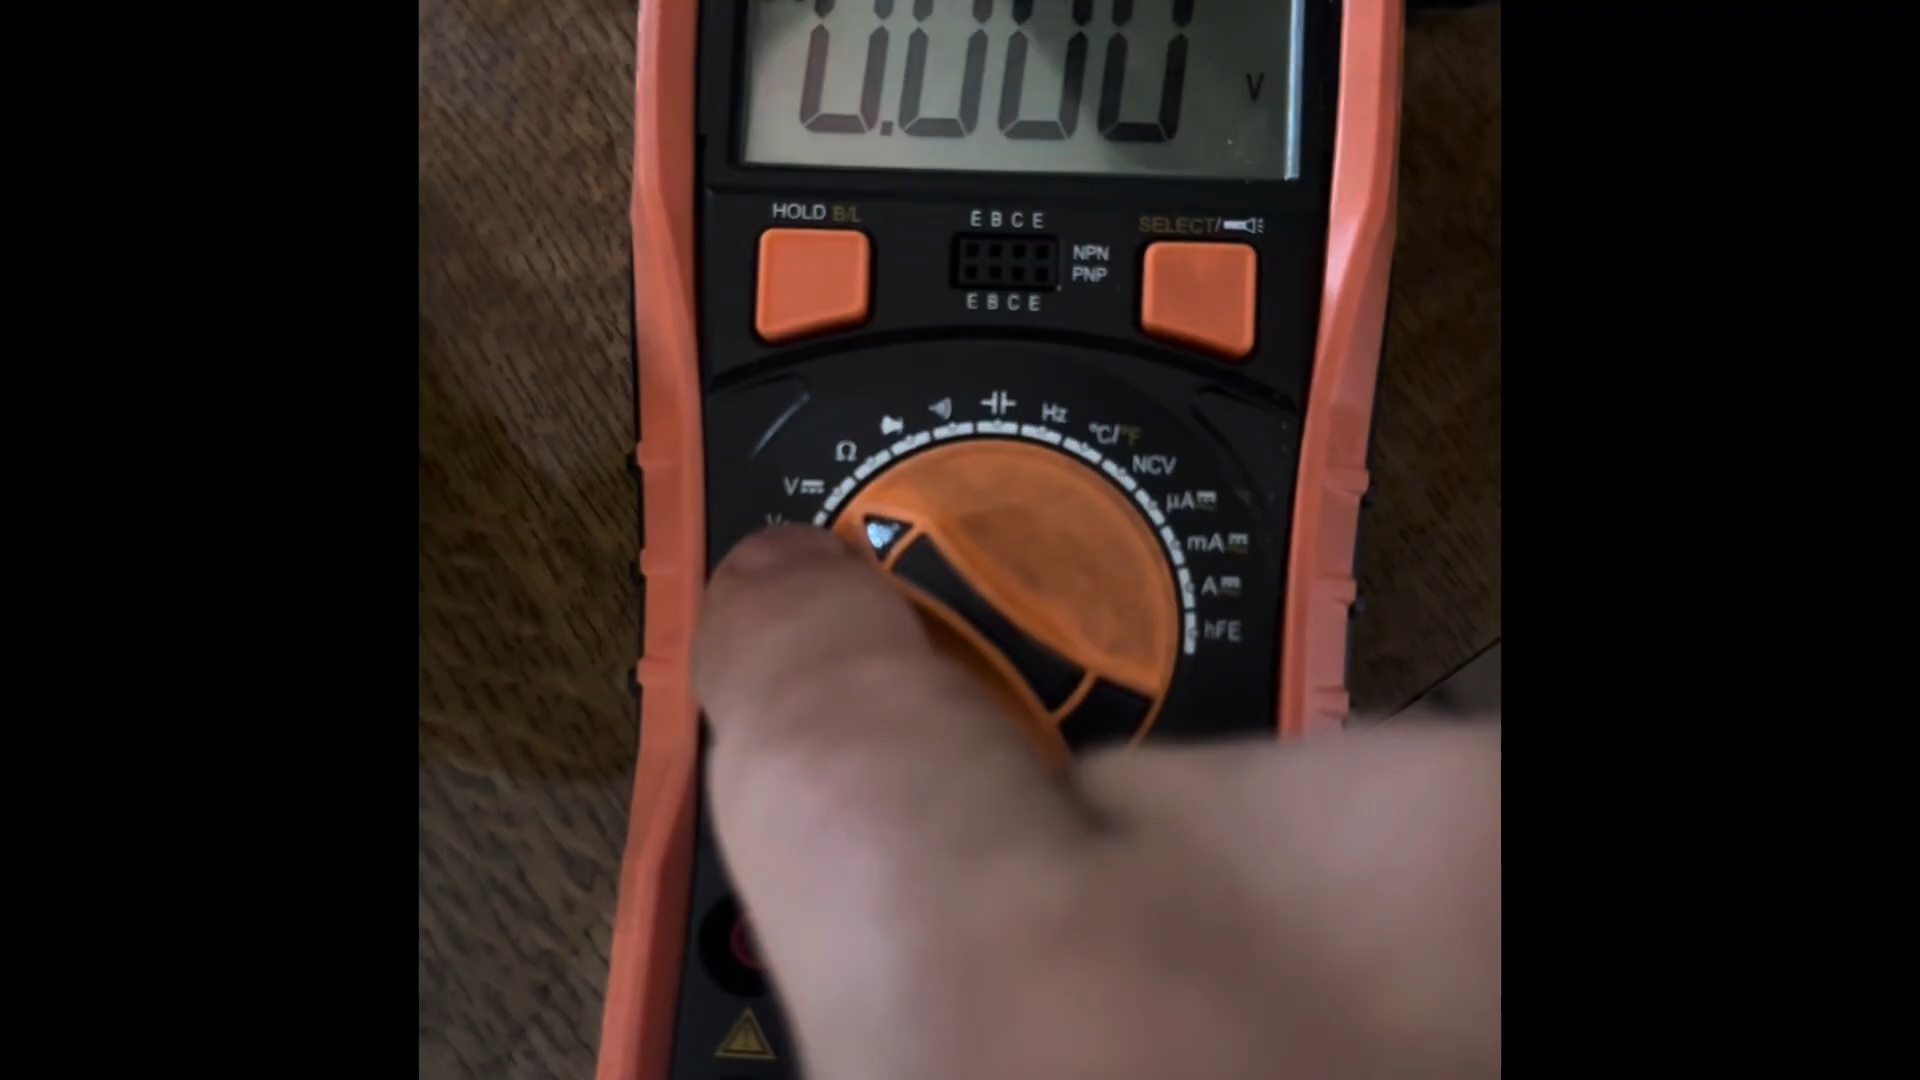 0.000 V
HOLD B/L
SELECT/
E B C E
NPN
PNP
E B C E
Hz
°C/°F
Ω
NCV
V
μA
mA
A
hFE